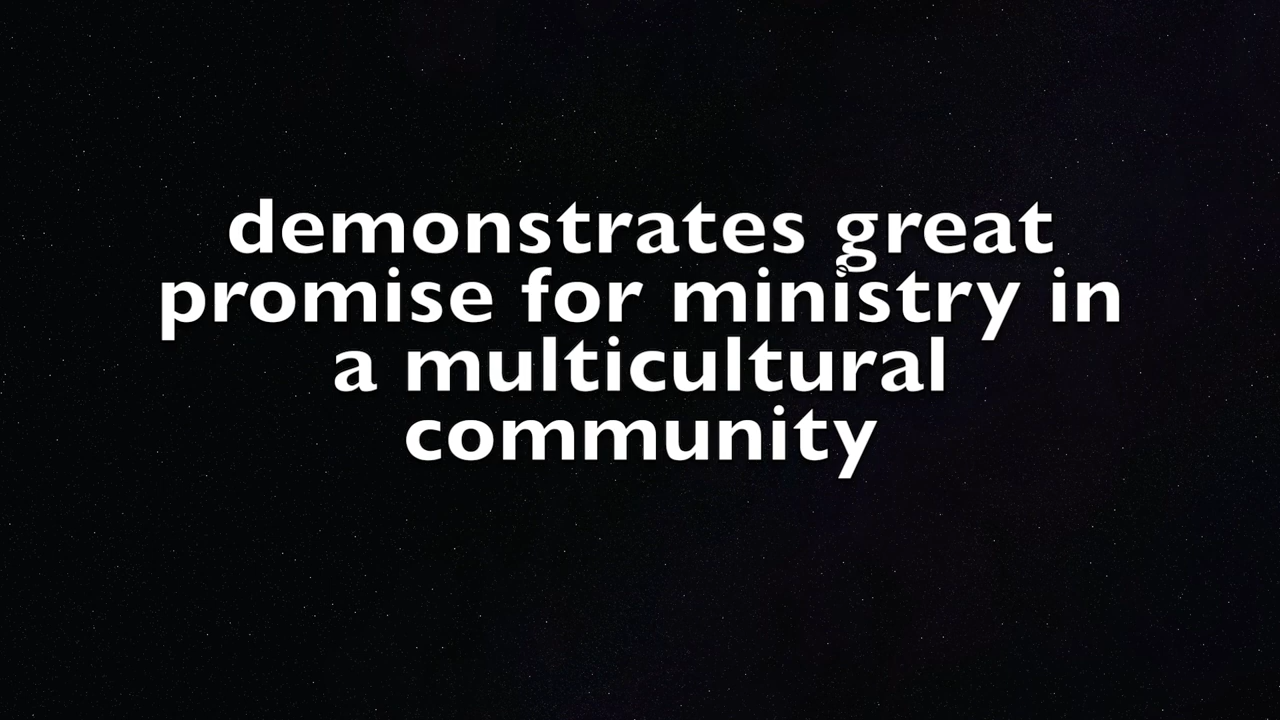 demonstrates great
promise for ministry in
a multicultural
community